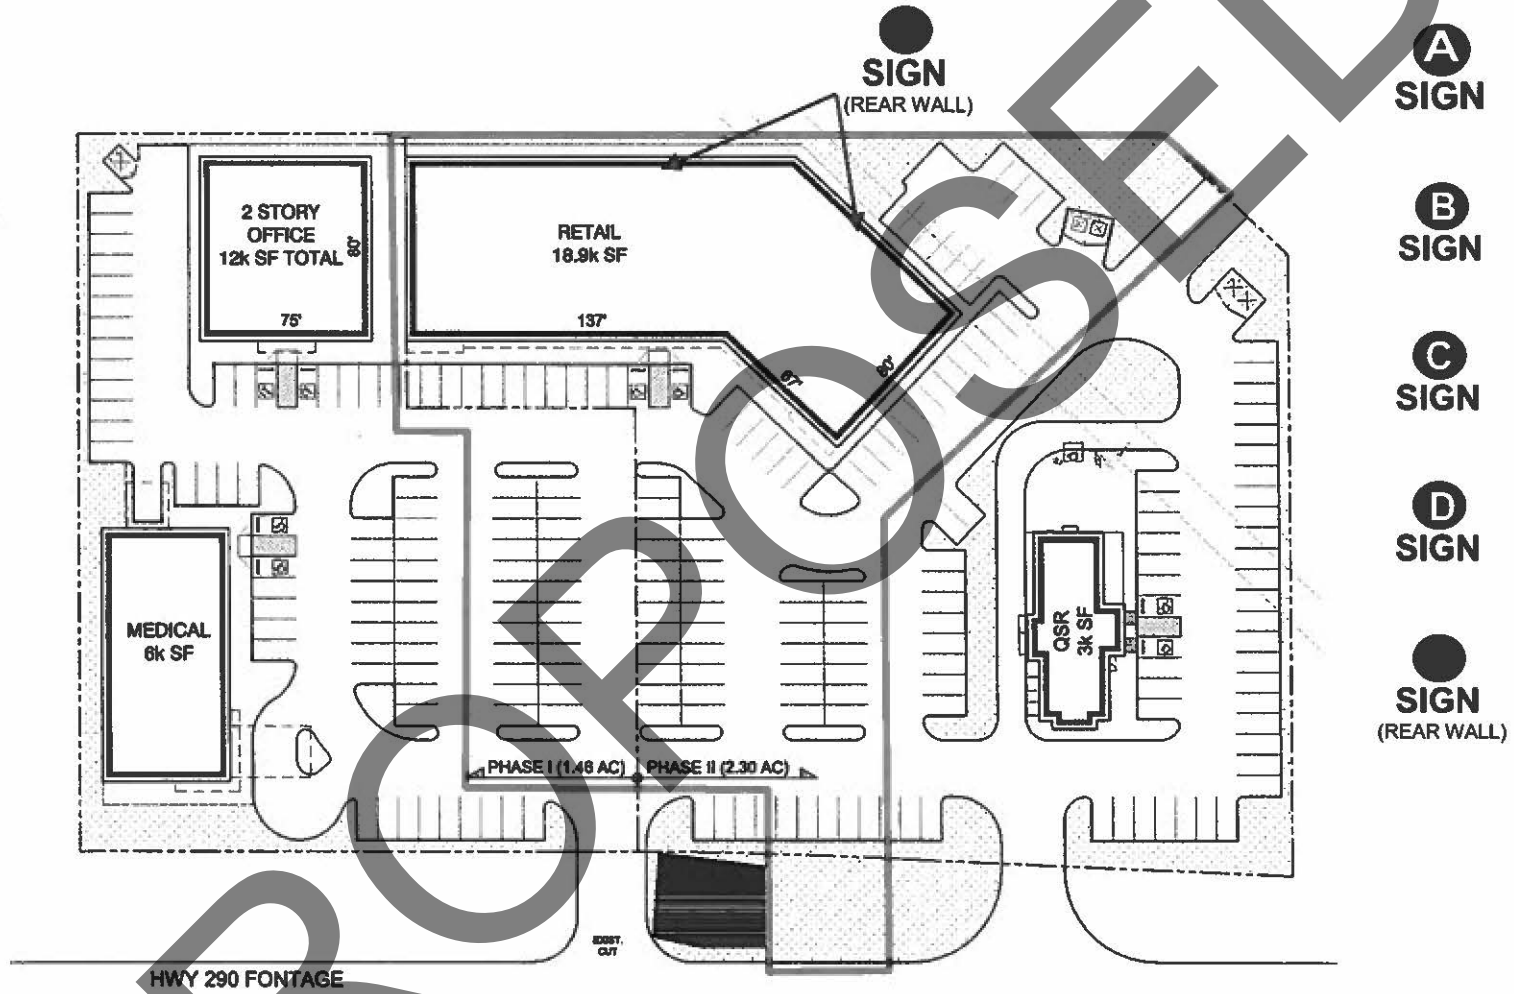 SIGN
(REAR WALL)
A
SIGN
B
SIGN
C
SIGN
D
SIGN
SIGN
(REAR WALL)
2 STORY
OFFICE
12k SF TOTAL
60'
75'
RETAIL
18.9k SF
137'
67'
80'
MEDICAL
6k SF
QSR
3k SF
PHASE I (1.46 AC)
PHASE II (2.30 AC)
EXIST.
CUT
HWY 290 FONTAGE
PROPOSED